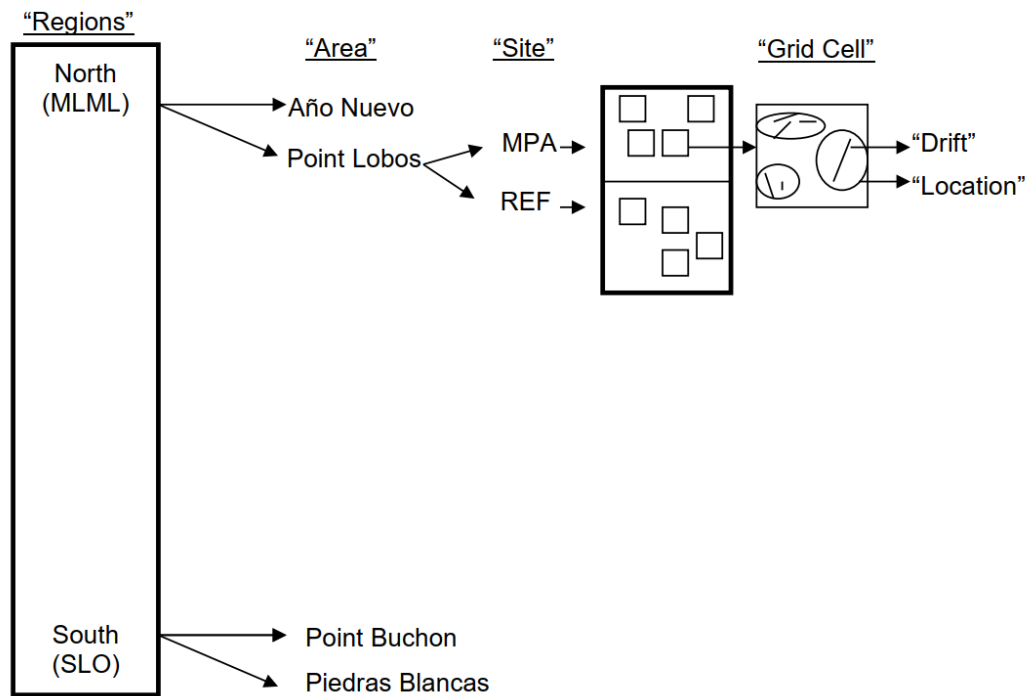 “Regions”
“Area”
“Site”
“Grid Cell”
North
(MLML)
Año Nuevo
Point Lobos
MPA
REF
“Drift”
“Location”
South
(SLO)
Point Buchon
Piedras Blancas